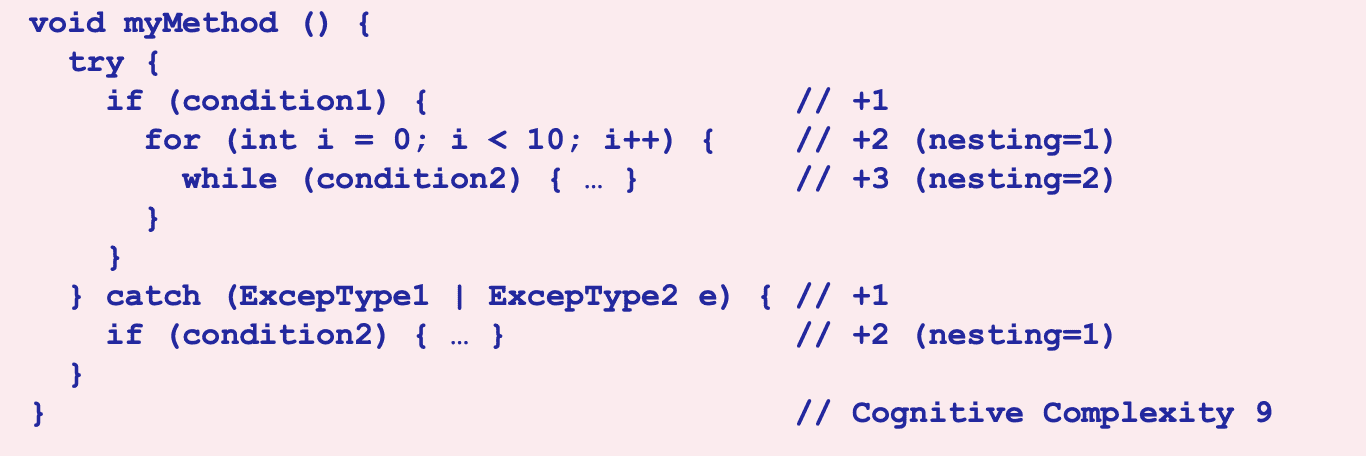 void myMethod () {
  try {
    if (condition1) {                    // +1
      for (int i = 0; i < 10; i++) {    // +2 (nesting=1)
        while (condition2) { … }        // +3 (nesting=2)
      }
    }
  } catch (ExcepType1 | ExcepType2 e) { // +1
    if (condition2) { … }               // +2 (nesting=1)
  }
}                                       // Cognitive Complexity 9